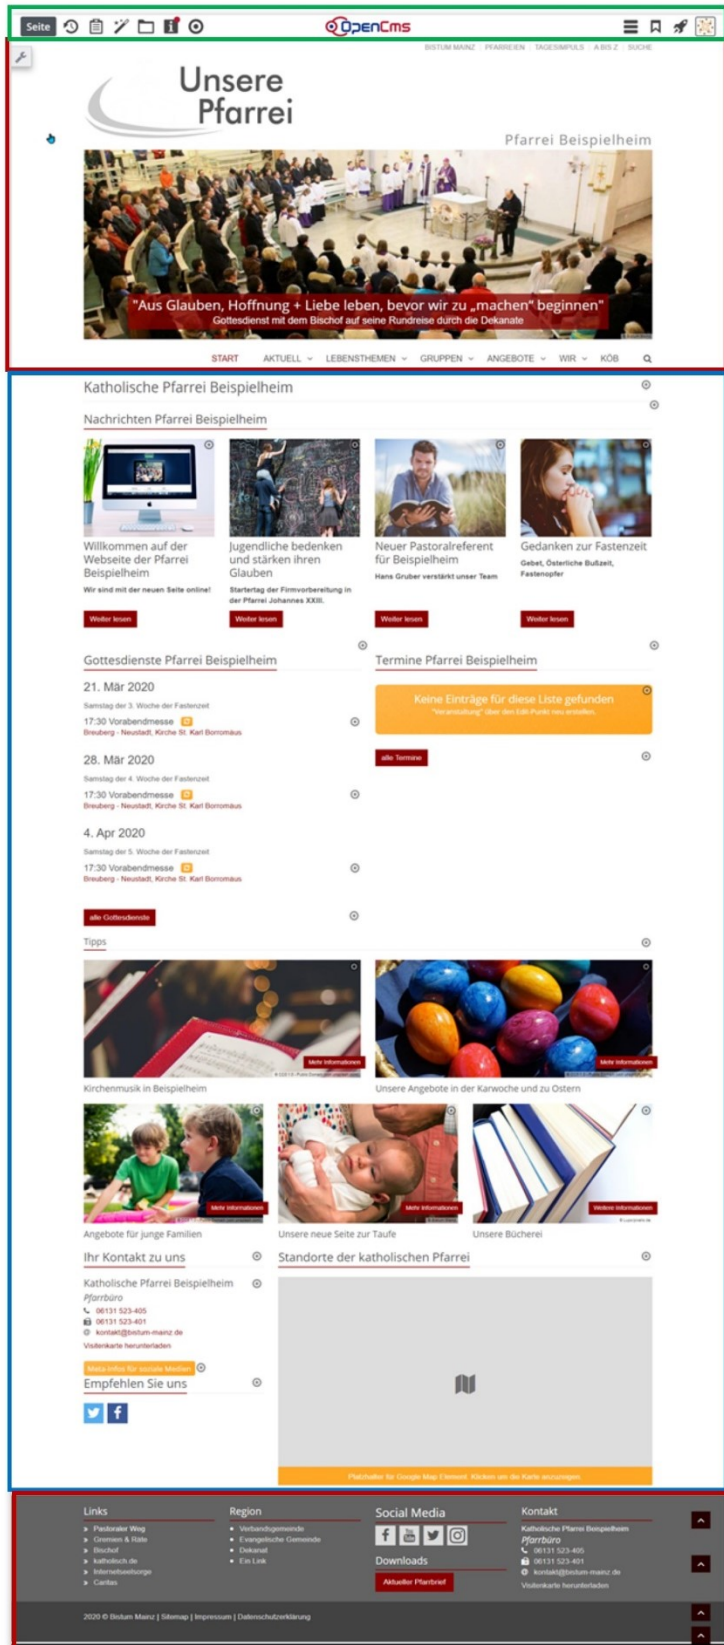 Seite
OpenCms
BISTUM MAINZ | PFARREIEN | TAGESIMPULS | A BIS Z | SUCHE
Unsere
Pfarrei
Pfarrei Beispielheim
"Aus Glauben, Hoffnung + Liebe leben, bevor wir zu „machen" beginnen"
Gottesdienst mit dem Bischof auf seine Rundreise durch die Dekanate
START AKTUELL LEBENSTHEMEN GRUPPEN ANGEBOTE WIR KÖB
Katholische Pfarrei Beispielheim
Nachrichten Pfarrei Beispielheim
Willkommen auf der
Webseite der Pfarrei
Beispielheim
Wir sind mit der neuen Seite online!
Weiter lesen
Jugendliche bedenken
und stärken ihren
Glauben
Startertag der Firmvorbereitung in
der Pfarrei Johannes XXIII.
Weiter lesen
Neuer Pastoralreferent
für Beispielheim
Hans Gruber verstärkt unser Team
Weiter lesen
Gedanken zur Fastenzeit
Gebet, Österliche Bußzeit,
Fastenopfer
Weiter lesen
Gottesdienste Pfarrei Beispielheim
21. Mär 2020
Samstag der 3. Woche der Fastenzeit
17:30 Vorabendmesse
Breuberg - Neustadt, Kirche St. Karl Borromäus
28. Mär 2020
Samstag der 4. Woche der Fastenzeit
17:30 Vorabendmesse
Breuberg - Neustadt, Kirche St. Karl Borromäus
4. Apr 2020
Samstag der 5. Woche der Fastenzeit
17:30 Vorabendmesse
Breuberg - Neustadt, Kirche St. Karl Borromäus
alle Gottesdienste
Termine Pfarrei Beispielheim
Keine Einträge für diese Liste gefunden
"Veranstaltung" über den Edit-Punkt neu erstellen.
alle Termine
Tipps
Mehr Informationen
Kirchenmusik in Beispielheim
Mehr Informationen
Unsere Angebote in der Karwoche und zu Ostern
Mehr Informationen
Angebote für junge Familien
Mehr Informationen
Unsere neue Seite zur Taufe
Weitere Informationen
Unsere Bücherei
Ihr Kontakt zu uns
Katholische Pfarrei Beispielheim
Pfarrbüro
06131 523-405
06131 523-401
kontakt@bistum-mainz.de
Visitenkarte herunterladen
Meta-Infos für soziale Medien
Empfehlen Sie uns
Standorte der katholischen Pfarrei
Platzhalter für Google Map Element. Klicken um die Karte anzuzeigen.
Links
» Pastoraler Weg
» Gremien & Räte
» Bischof
» katholisch.de
» Internetseelsorge
» Caritas
Region
• Verbandsgemeinde
• Evangelische Gemeinde
• Dekanat
• Ein Link
Social Media
Downloads
Aktueller Pfarrbrief
Kontakt
Katholische Pfarrei Beispielheim
Pfarrbüro
06131 523-405
06131 523-401
kontakt@bistum-mainz.de
Visitenkarte herunterladen
2020 © Bistum Mainz | Sitemap | Impressum | Datenschutzerklärung